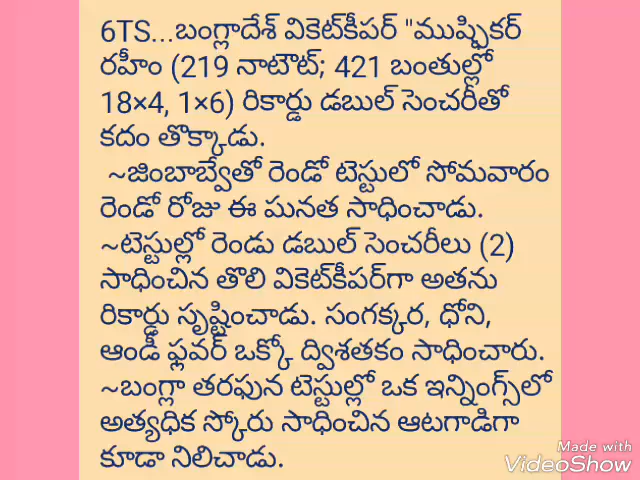 6TS...బంగ్లాదేశ్ వికెట్‌కీపర్ "ముష్ఫికర్
రహీం (219 నాటౌట్; 421 బంతుల్లో
18×4, 1×6) రికార్డు డబుల్ సెంచరీతో
కదం తొక్కాడు.
~జింబాబ్వేతో రెండో టెస్టులో సోమవారం
రెండో రోజు ఈ ఘనత సాధించాడు.
~టెస్టుల్లో రెండు డబుల్ సెంచరీలు (2)
సాధించిన తొలి వికెట్‌కీపర్‌గా అతను
రికార్డు సృష్టించాడు. సంగక్కర, ధోని,
ఆండీ ఫ్లవర్ ఒక్కో ద్విశతకం సాధించారు.
~బంగ్లా తరఫున టెస్టుల్లో ఒక ఇన్నింగ్స్‌లో
అత్యధిక స్కోరు సాధించిన ఆటగాడిగా
కూడా నిలిచాడు.
Made with
VideoShow